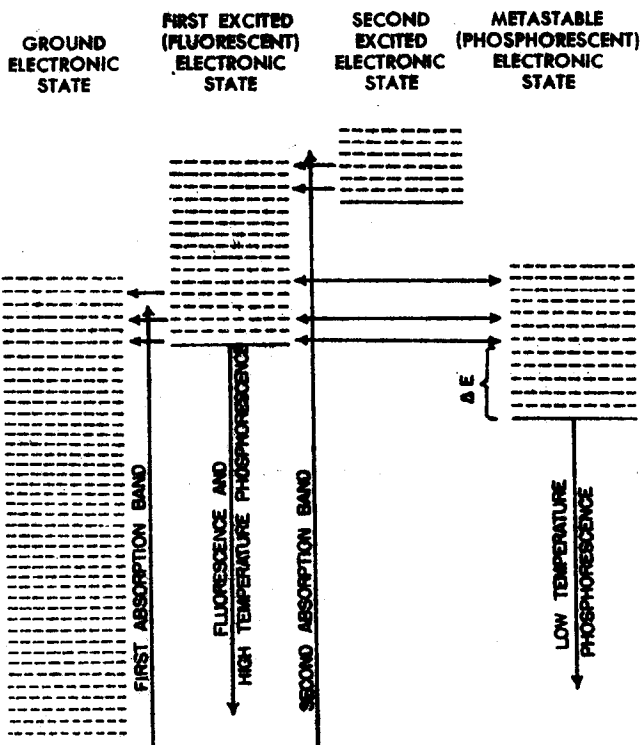 GROUND
ELECTRONIC
STATE
FIRST EXCITED
(FLUORESCENT)
ELECTRONIC
STATE
SECOND
EXCITED
ELECTRONIC
STATE
METASTABLE
(PHOSPHORESCENT)
ELECTRONIC
STATE
FIRST ABSORPTION BAND
FLUORESCENCE AND
HIGH TEMPERATURE PHOSPHORESCENCE
SECOND ABSORPTION BAND
Δ E
LOW TEMPERATURE
PHOSPHORESCENCE